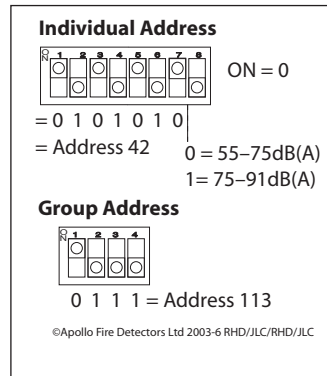 Individual Address
ON 1 2 3 4 5 6 7 8
ON = 0
= 0 1 0 1 0 1 0
= Address 42
0 = 55–75dB(A)
1= 75–91dB(A)
Group Address
ON 1 2 3 4
0 1 1 1 = Address 113
©Apollo Fire Detectors Ltd 2003-6 RHD/JLC/RHD/JLC